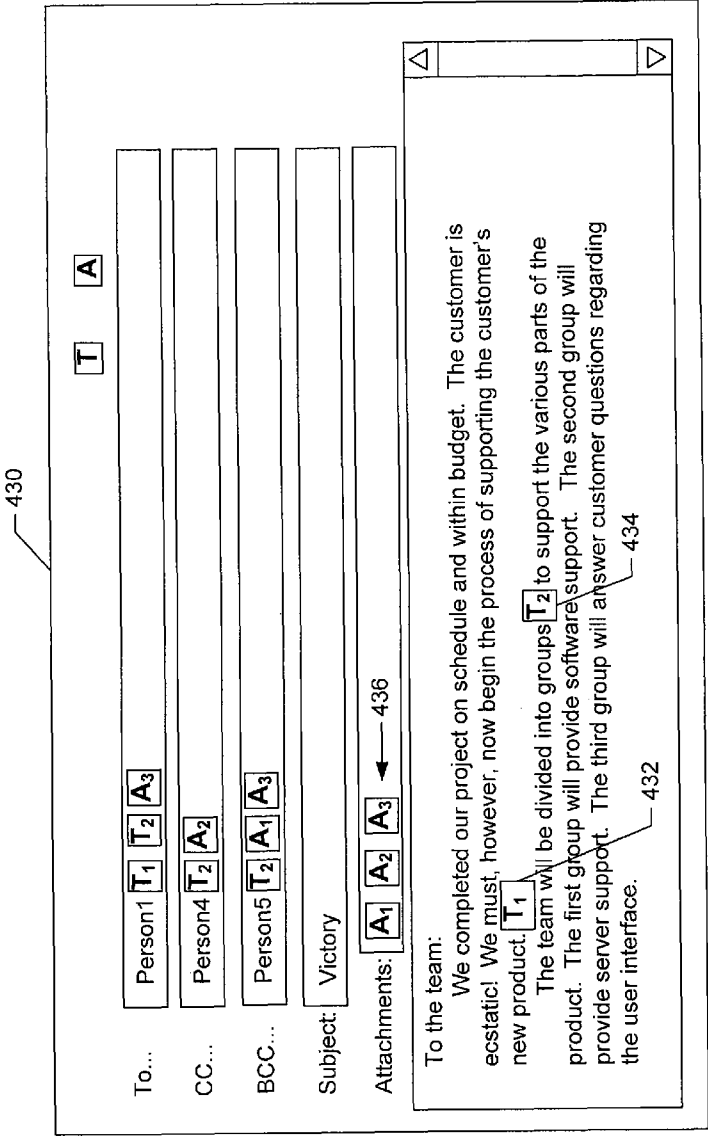 430
T A
To... Person1 T1 T2 A3
CC... Person4 T2 A2
BCC... Person5 T2 A1 A3
Subject: Victory
Attachments: A1 A2 A3 436
To the team:
We completed our project on schedule and within budget. The customer is
ecstatic! We must, however, now begin the process of supporting the customer's
new product. T1
The team will be divided into groups T2 to support the various parts of the
product. The first group will provide software support. The second group will
provide server support. The third group will answer customer questions regarding
the user interface.
432
434